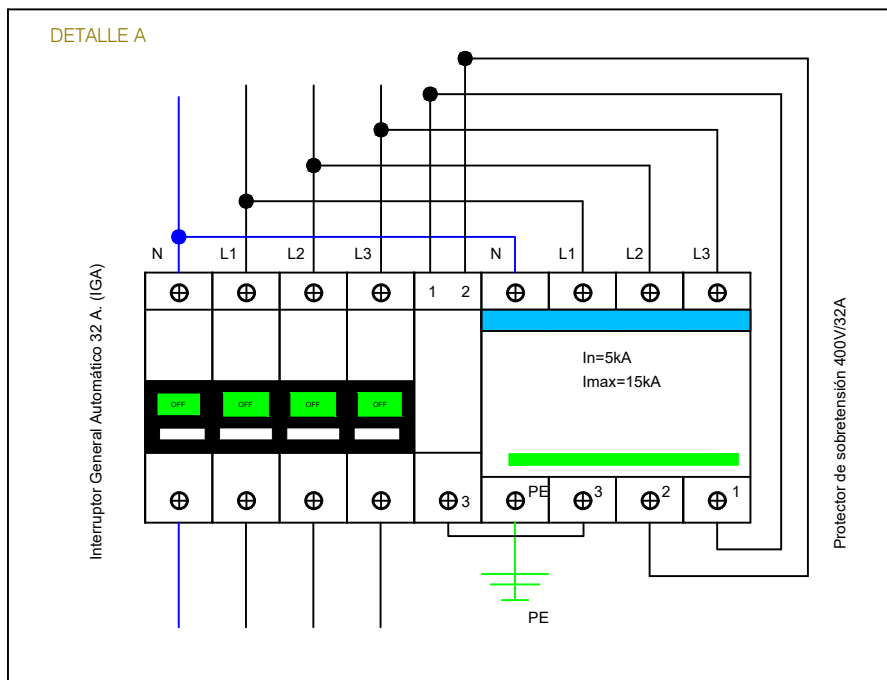 DETALLE A
N L1 L2 L3 N L1 L2 L3
1 2
Interruptor General Automático 32 A. (IGA)
In=5kA
Imax=15kA
OFF OFF OFF OFF
Protector de sobretensión 400V/32A
3 PE 3 2 1
PE